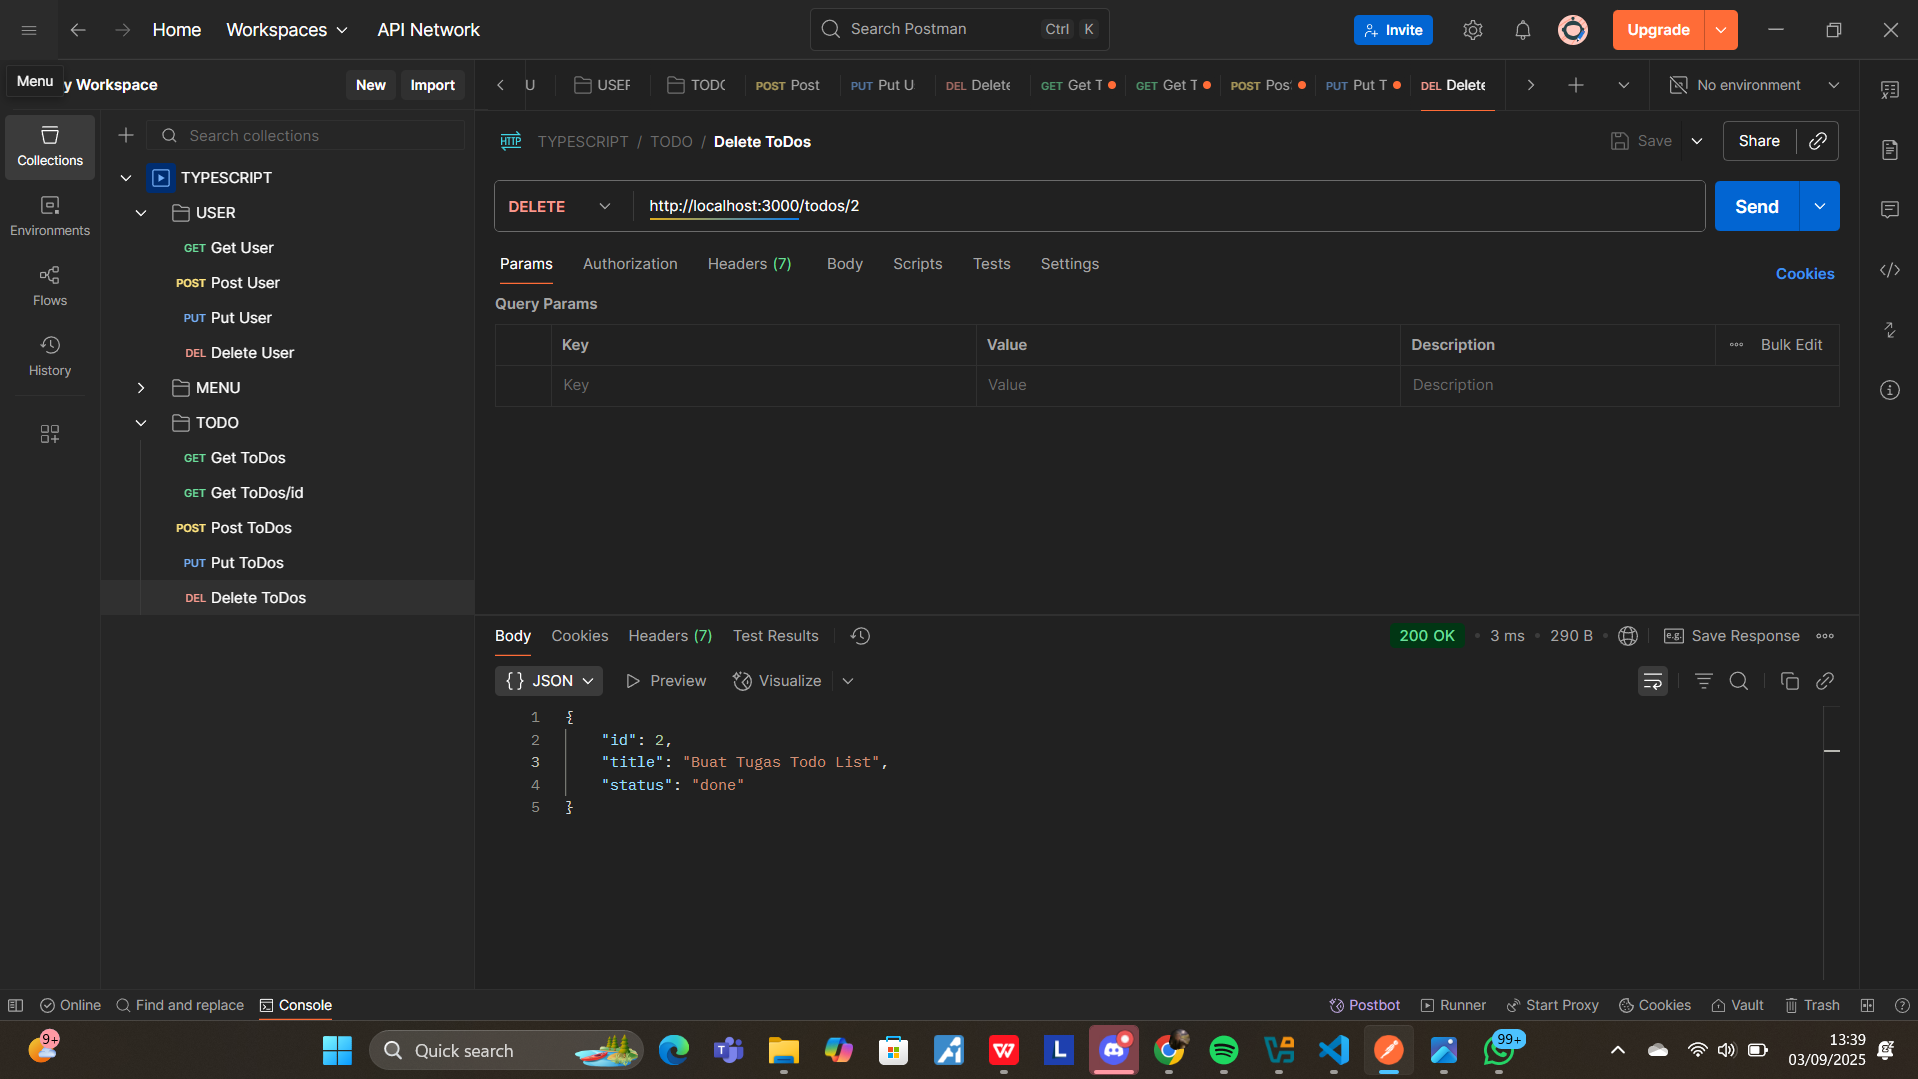 Home
Workspaces
API Network
Search Postman
Ctrl K
Invite
Upgrade
Menu
y Workspace
New
Import
U
USER
TODO
POST Post
PUT Put U
DEL Delete
GET Get T
GET Get T
POST Pos
PUT Put T
DEL Delete
No environment
Collections
Environments
Flows
History
Search collections
TYPESCRIPT
USER
GET Get User
POST Post User
PUT Put User
DEL Delete User
MENU
TODO
GET Get ToDos
GET Get ToDos/id
POST Post ToDos
PUT Put ToDos
DEL Delete ToDos
HTTP TYPESCRIPT / TODO / Delete ToDos
Save
Share
DELETE
http://localhost:3000/todos/2
Send
Params
Authorization
Headers (7)
Body
Scripts
Tests
Settings
Cookies
Query Params
Key Value Description
Bulk Edit
Key Value Description
Body
Cookies
Headers (7)
Test Results
200 OK
3 ms
290 B
e.g.
Save Response
{} JSON
Preview
Visualize
1 {
2 "id": 2,
3 "title": "Buat Tugas Todo List",
4 "status": "done"
5 }
Online
Find and replace
Console
Postbot
Runner
Start Proxy
Cookies
Vault
Trash
9+
Quick search
99+
13:39
03/09/2025